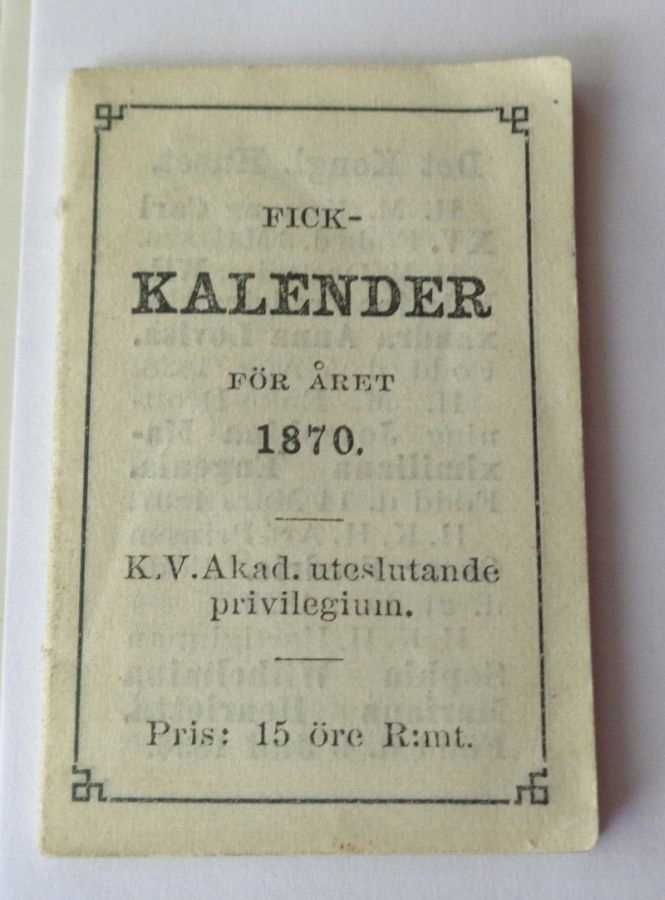 FICK-
KALENDER
FÖR ÅRET
1870.
K.V.Akad. uteslutande
privilegium.
Pris: 15 öre R:mt.